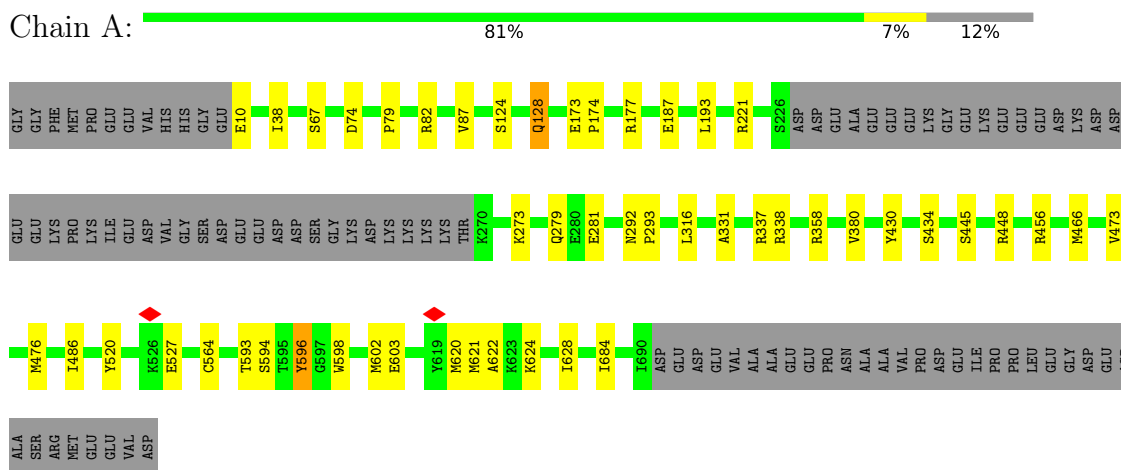 Chain A:
81% 7% 12%
GLY GLY PHE MET PRO GLU GLU VAL HIS HIS GLY GLU E10 I38 S67 D74 P79 R82 V87 S124 Q128 E173 P174 R177 E187 L193 R221 S226 ASP ASP GLU ALA GLU GLU GLU LYS GLY GLU LYS GLU GLU GLU ASP LYS ASP ASP
GLU GLU LYS PRO LYS ILE GLU ASP VAL GLY SER ASP GLU GLU ASP ASP SER GLY LYS ASP LYS LYS LYS LYS THR K270 K273 Q279 E280 E281 N292 P293 L316 A331 R337 R338 R358 V380 Y430 S434 S445 R448 R456 M466 V473
M476 I486 Y520 K526 E527 C564 T593 S594 T595 Y596 G597 W598 M602 E603 Y619 M620 M621 A622 K623 K624 I628 I684 I690 ASP GLU ASP GLU VAL ALA ALA GLU GLU PRO ASN ALA ALA VAL PRO ASP GLU ILE PRO PRO LEU GLU GLY ASP GLU
ALA SER ARG MET GLU GLU VAL ASP